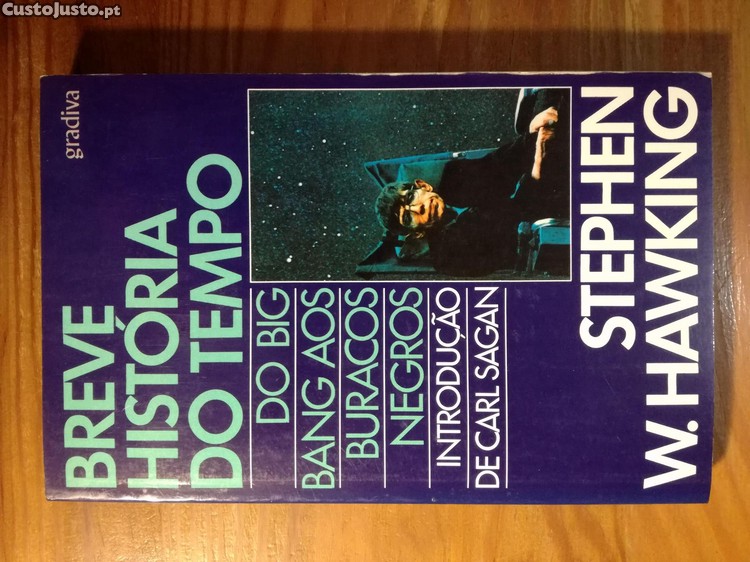 CustoJusto.pt
gradiva
BREVE
HISTÓRIA
DO TEMPO
DO BIG
BANG AOS
BURACOS
NEGROS
INTRODUÇÃO
DE CARL SAGAN
STEPHEN
W. HAWKING